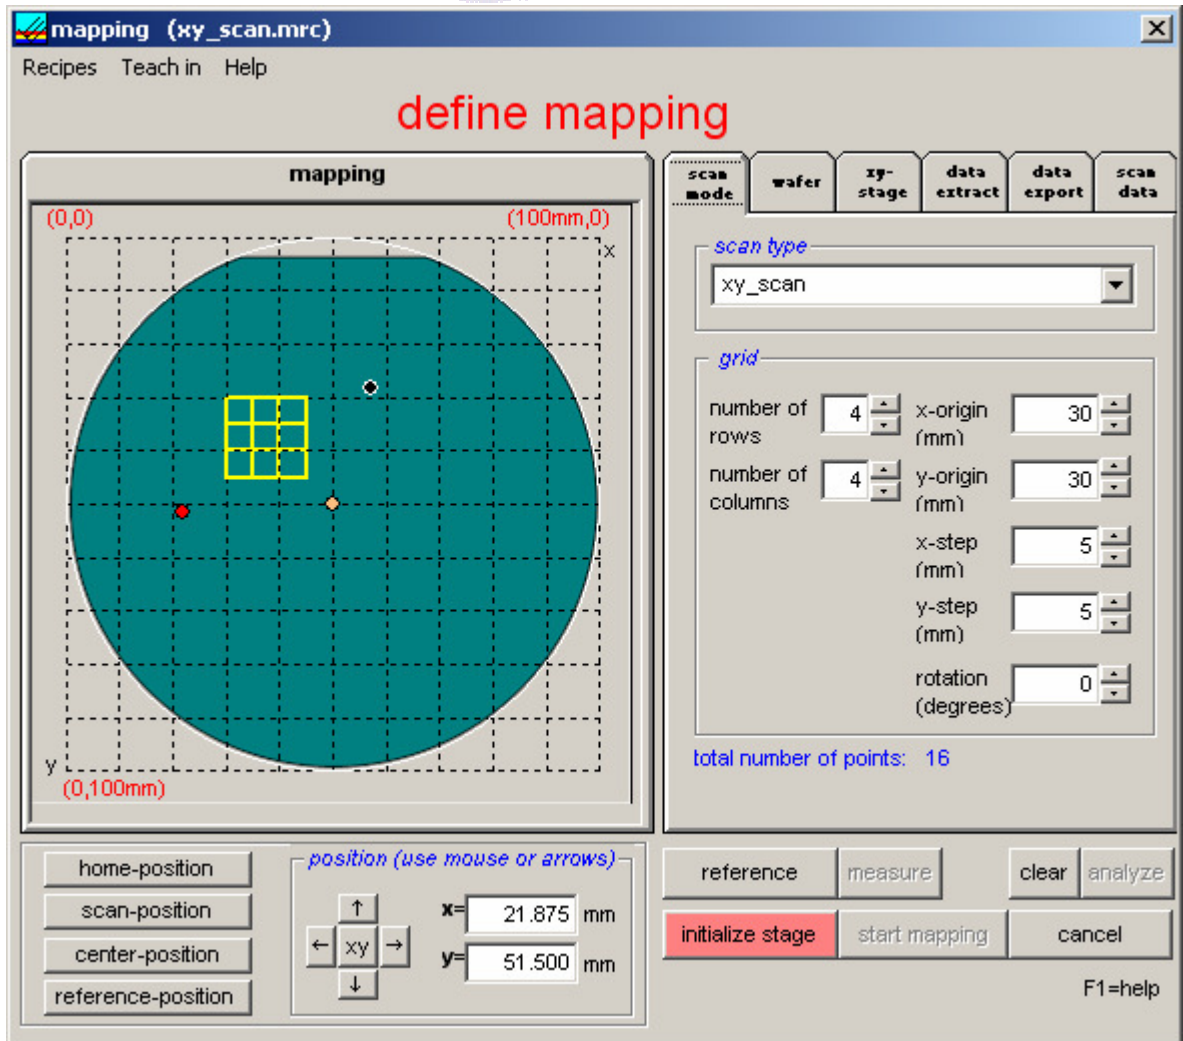 mapping (xy_scan.mrc)
Recipes Teach in Help
define mapping
mapping
(0,0)
(100mm,0)
x
y
(0,100mm)
scan mode
wafer
xy-stage
data extract
data export
scan data
scan type
xy_scan
grid
number of rows
4
x-origin (mm)
30
number of columns
4
y-origin (mm)
30
x-step (mm)
5
y-step (mm)
5
rotation (degrees)
0
total number of points: 16
home-position
scan-position
center-position
reference-position
position (use mouse or arrows)
↑
← xy →
↓
x= 21.875 mm
y= 51.500 mm
reference
measure
clear
analyze
initialize stage
start mapping
cancel
F1=help